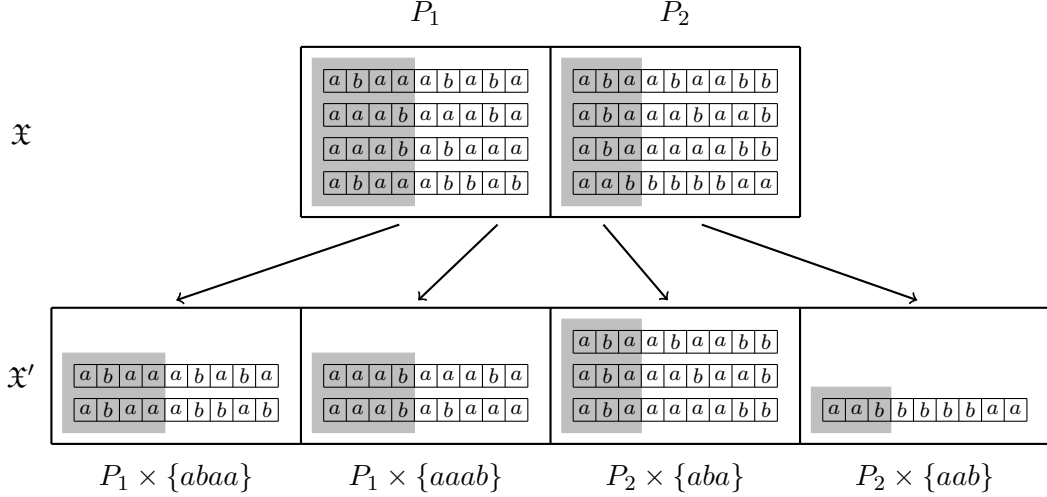 P₁ P₂
𝔛
a b a a a b a b a a b a a b a a b b
a a a b a a a b a a b a a a b a a b
a a a b a b a a a a b a a a a a b b
a b a a a b b a b a a b b b b b a a
𝔛′
a b a a b a a b b
a b a a a b a b a a a a b a a a b a a b a a a b a a b
a b a a a b b a b a a a b a b a a a a b a a a a a b b a a b b b b b a a
P₁ × {abaa} P₁ × {aaab} P₂ × {aba} P₂ × {aab}